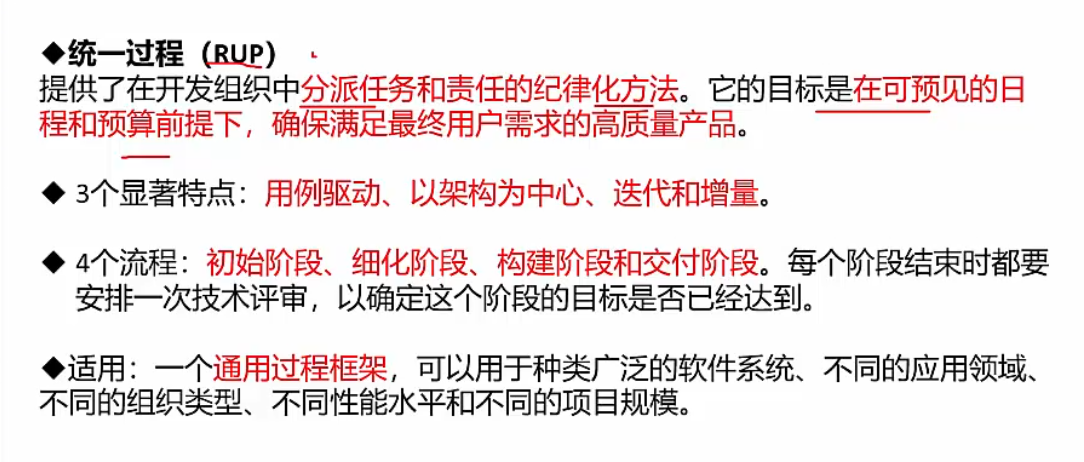 ◆统一过程（RUP）
提供了在开发组织中分派任务和责任的纪律化方法。它的目标是在可预见的日
程和预算前提下，确保满足最终用户需求的高质量产品。
◆ 3个显著特点：用例驱动、以架构为中心、迭代和增量。
◆ 4个流程：初始阶段、细化阶段、构建阶段和交付阶段。每个阶段结束时都要
安排一次技术评审，以确定这个阶段的目标是否已经达到。
◆适用：一个通用过程框架，可以用于种类广泛的软件系统、不同的应用领域、
不同的组织类型、不同性能水平和不同的项目规模。